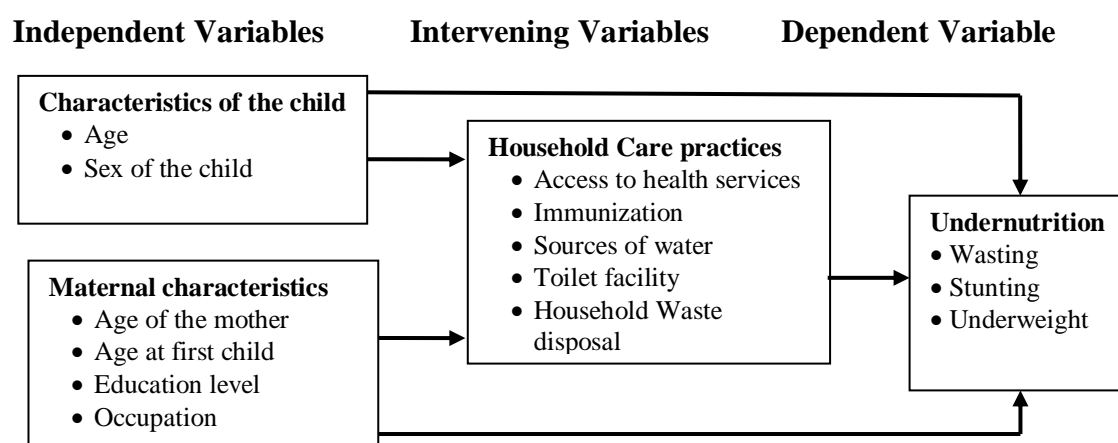 Independent Variables
Intervening Variables
Dependent Variable
Characteristics of the child
• Age
• Sex of the child
Maternal characteristics
• Age of the mother
• Age at first child
• Education level
• Occupation
Household Care practices
• Access to health services
• Immunization
• Sources of water
• Toilet facility
• Household Waste
disposal
Undernutrition
• Wasting
• Stunting
• Underweight